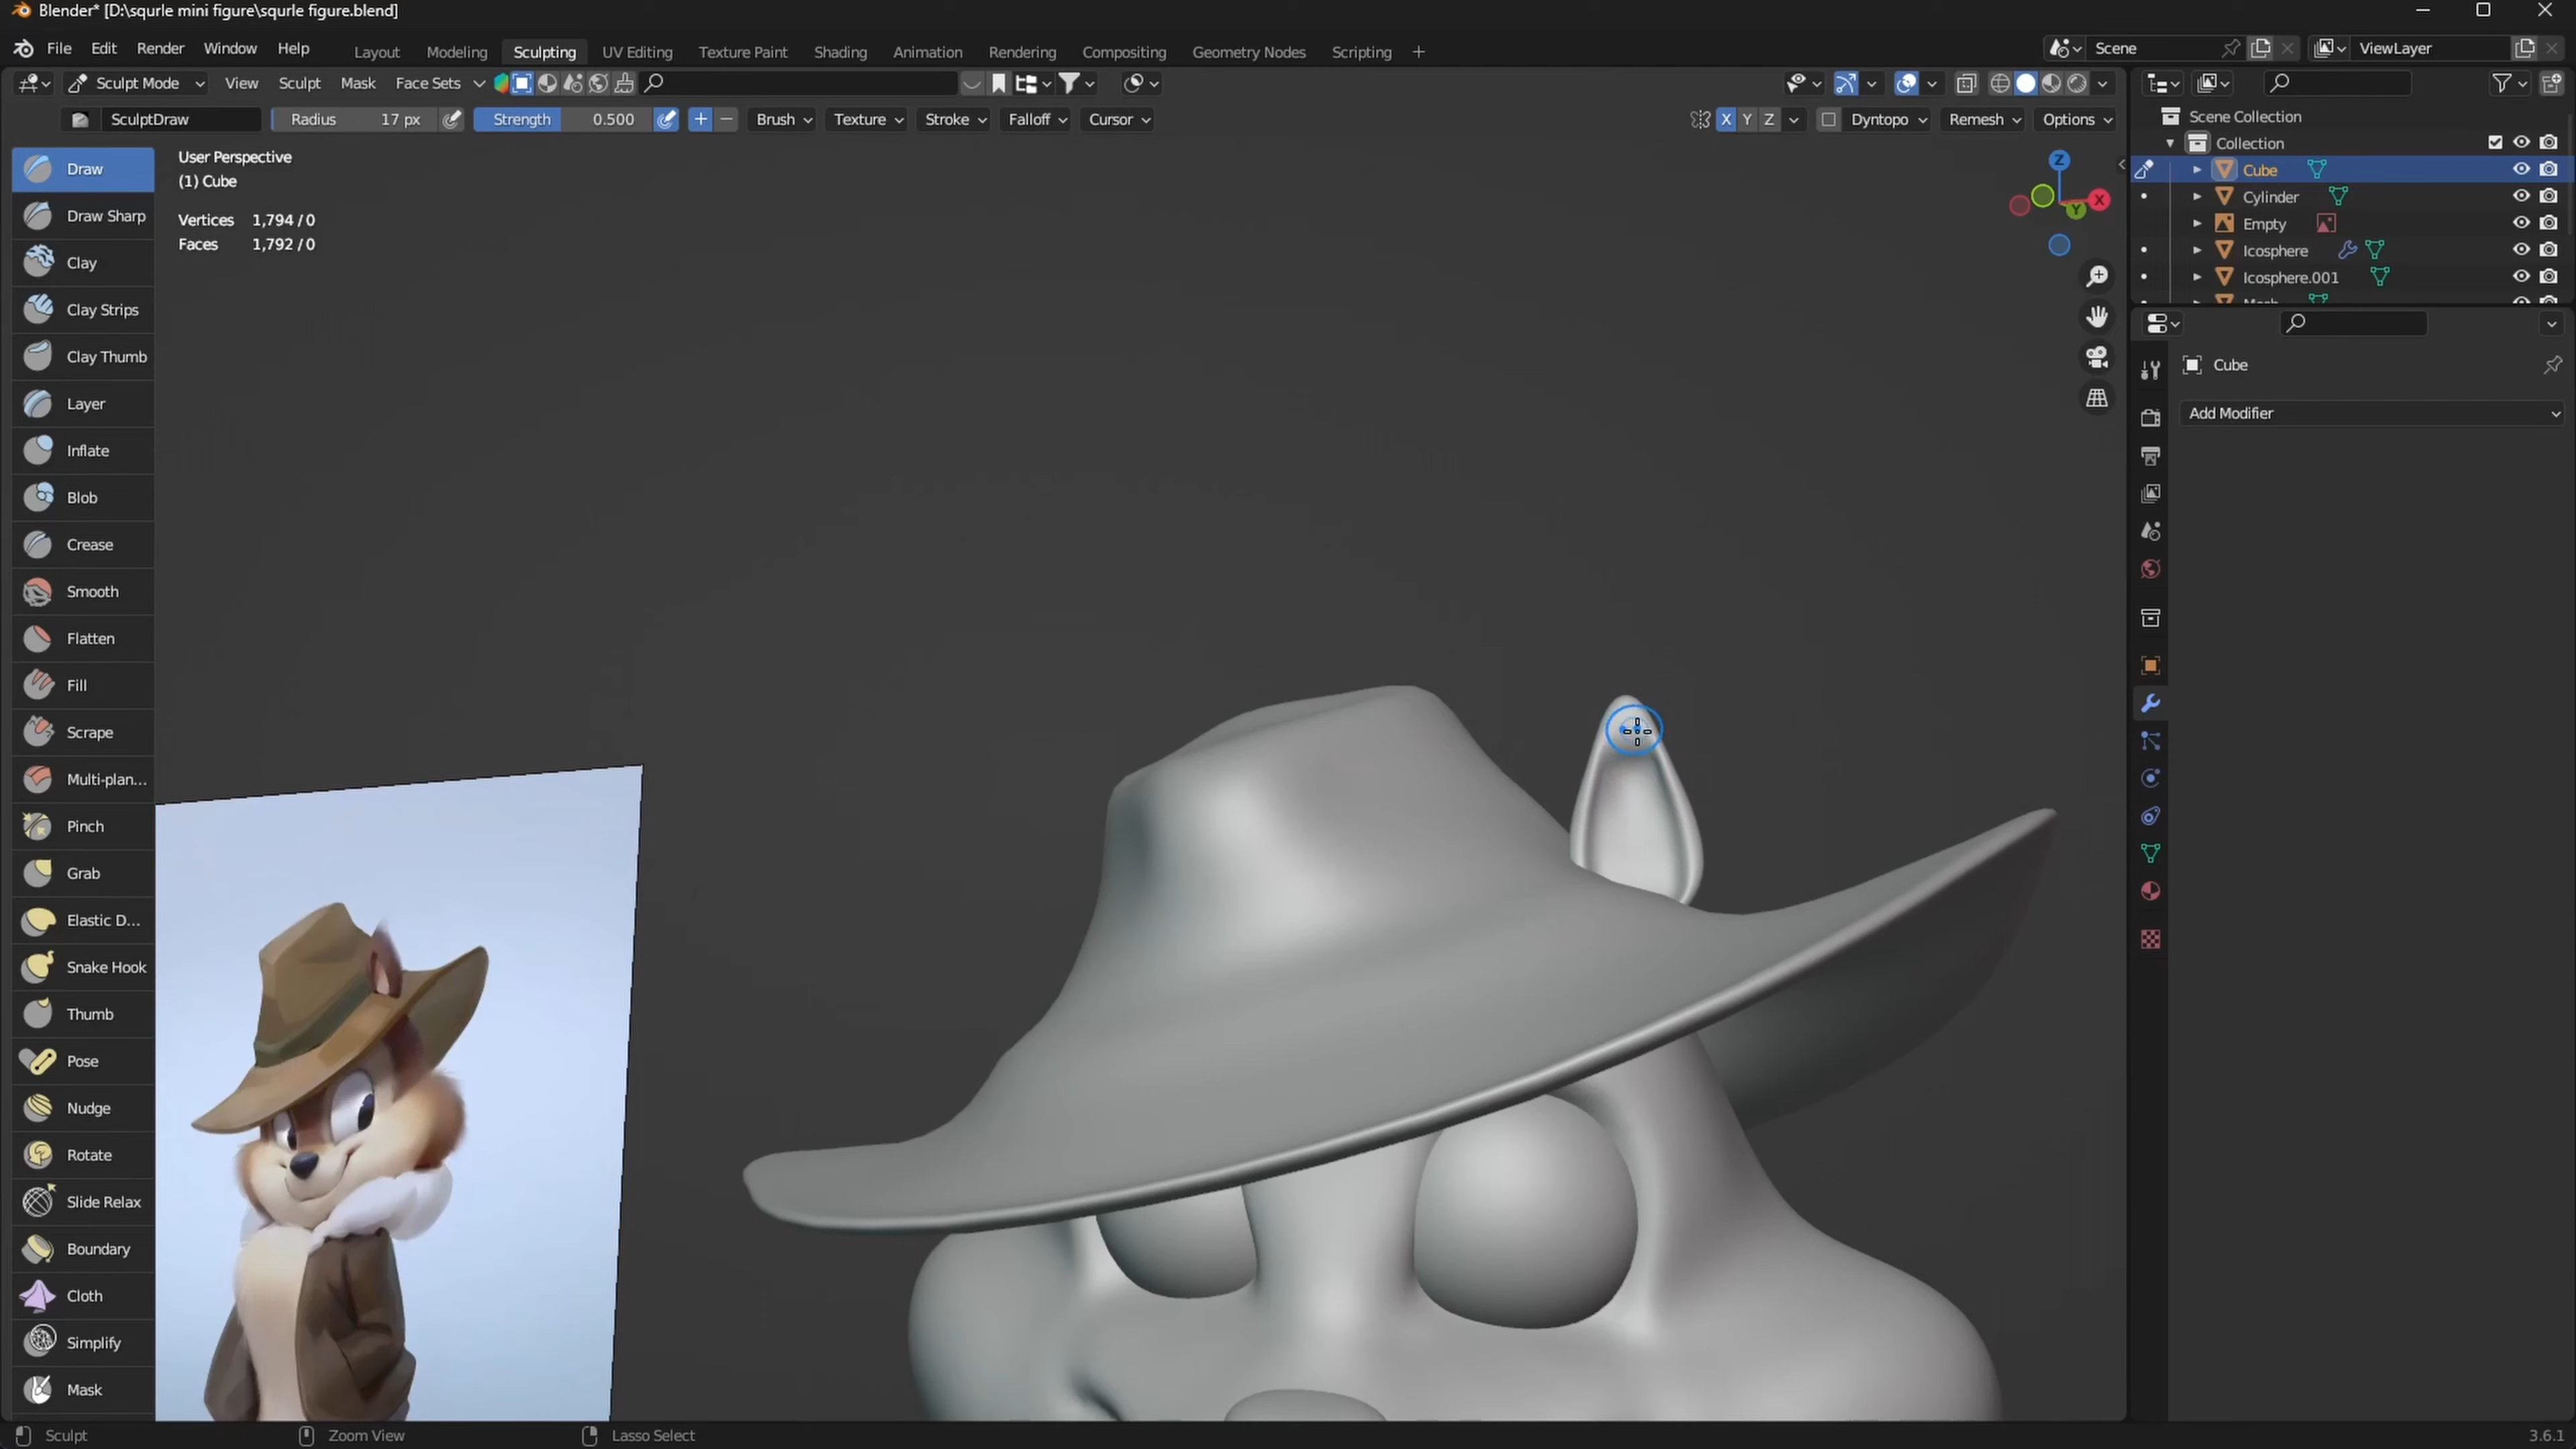 Blender* [D:\squrle mini figure\squrle figure.blend]
File Edit Render Window Help Layout Modeling Sculpting UV Editing Texture Paint Shading Animation Rendering Compositing Geometry Nodes Scripting + Scene ViewLayer
Sculpt Mode View Sculpt Mask Face Sets
SculptDraw Radius 17 px Strength 0.500 + − Brush Texture Stroke Falloff Cursor X Y Z Dyntopo Remesh Options
Scene Collection
Collection
Cube
Cylinder
Empty
Icosphere
Icosphere.001
Cube
Add Modifier
User Perspective
(1) Cube
Vertices 1,794 / 0
Faces 1,792 / 0
Z
X
Y
Draw
Draw Sharp
Clay
Clay Strips
Clay Thumb
Layer
Inflate
Blob
Crease
Smooth
Flatten
Fill
Scrape
Multi-plan...
Pinch
Grab
Elastic D...
Snake Hook
Thumb
Pose
Nudge
Rotate
Slide Relax
Boundary
Cloth
Simplify
Mask
Sculpt Zoom View Lasso Select 3.6.1